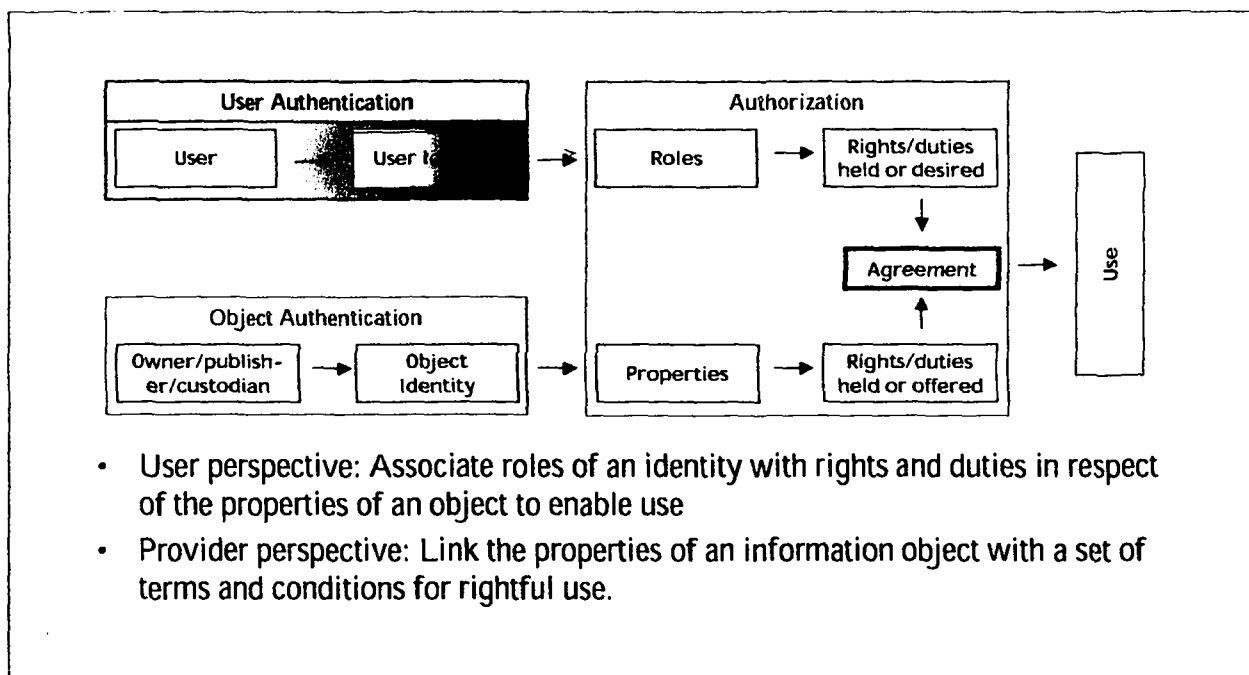 User Authentication
User
User
Authorization
Roles
Rights/duties
held or desired
Agreement
Use
Object Authentication
Owner/publish-
er/custodian
Object
Identity
Properties
Rights/duties
held or offered
• User perspective: Associate roles of an identity with rights and duties in respect
of the properties of an object to enable use
• Provider perspective: Link the properties of an information object with a set of
terms and conditions for rightful use.